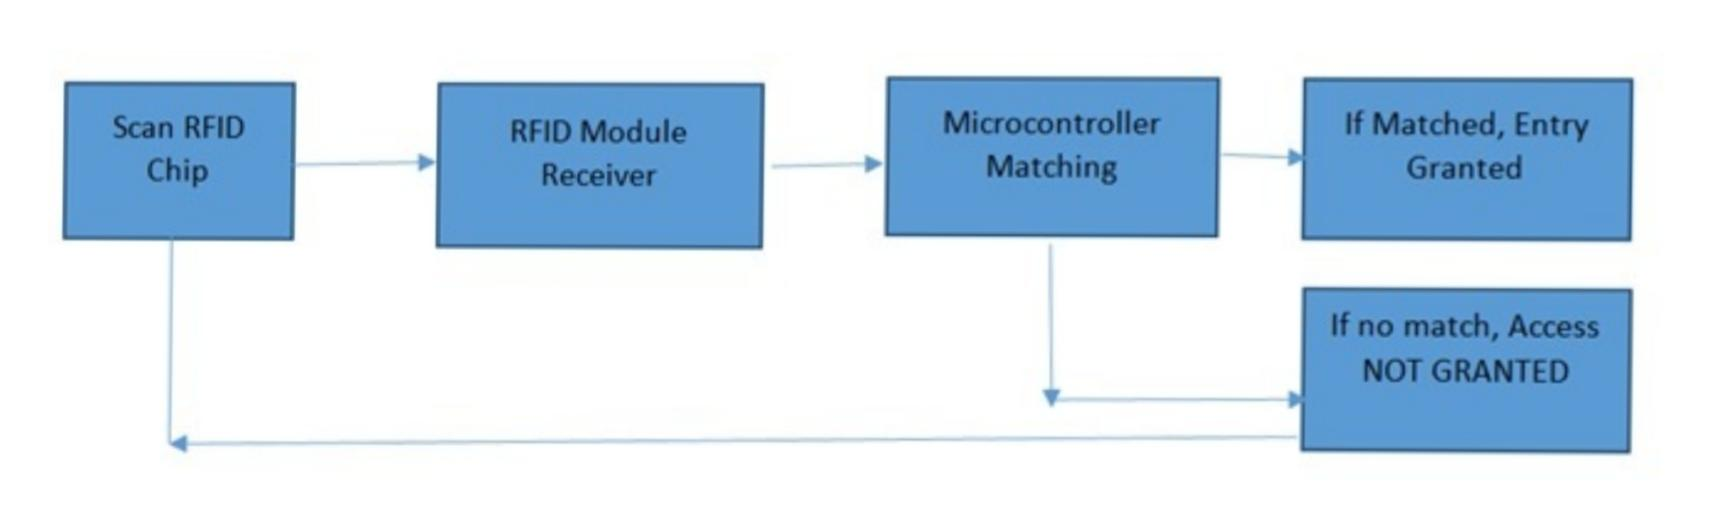 Scan RFID
Chip
RFID Module
Receiver
Microcontroller
Matching
If Matched, Entry
Granted
If no match, Access
NOT GRANTED